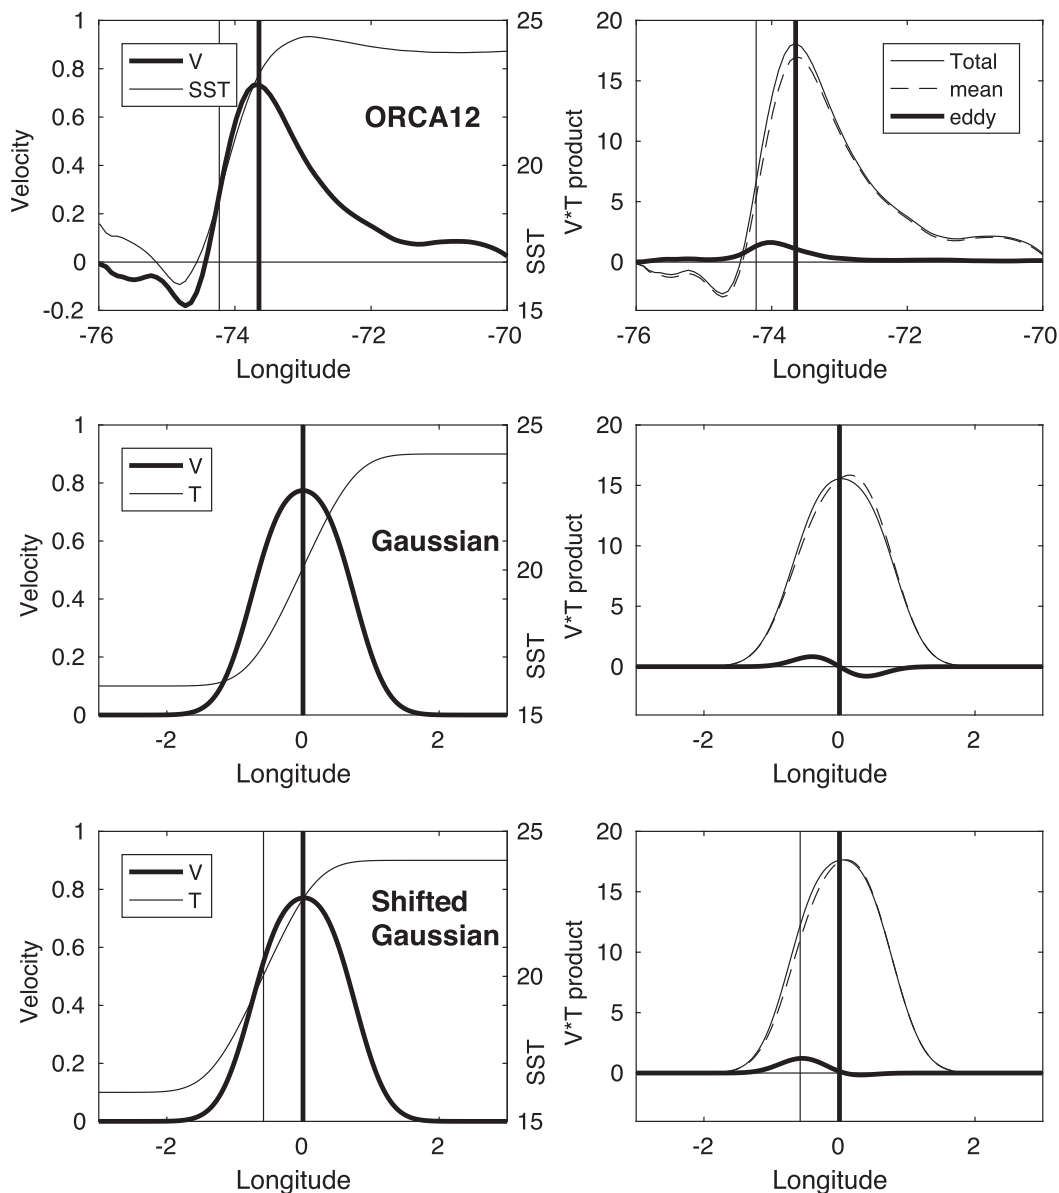 1
0.8
0.6
0.4
0.2
0
-0.2
Velocity
V
SST
ORCA12
25
20
15
SST
-76
-74
-72
-70
Longitude
20
15
10
5
0
V*T product
Total
mean
eddy
-76
-74
-72
-70
Longitude
1
0.8
0.6
0.4
0.2
0
Velocity
V
T
Gaussian
25
20
15
SST
-2
0
2
Longitude
20
15
10
5
0
V*T product
-2
0
2
Longitude
1
0.8
0.6
0.4
0.2
0
Velocity
V
T
Shifted
Gaussian
25
20
15
SST
-2
0
2
Longitude
20
15
10
5
0
V*T product
-2
0
2
Longitude